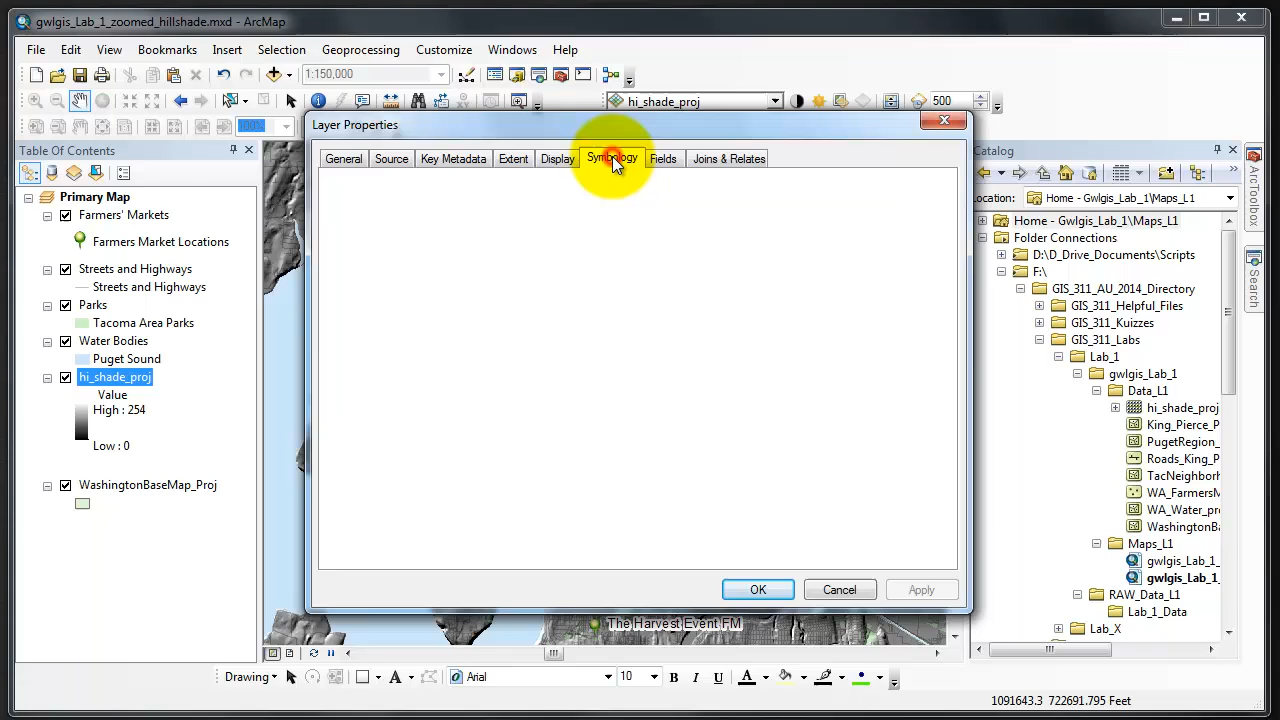 gwlgis_Lab_1_zoomed_hillshade.mxd - ArcMap
File Edit View Bookmarks Insert Selection Geoprocessing Customize Windows Help
1:150,000
hi_shade_proj
500
100%
Layer Properties
General Source Key Metadata Extent Display Symbology Fields Joins & Relates
OK Cancel Apply
Table Of Contents
Primary Map
Farmers' Markets
Farmers Market Locations
Streets and Highways
Streets and Highways
Parks
Tacoma Area Parks
Water Bodies
Puget Sound
hi_shade_proj
Value
High : 254
Low : 0
WashingtonBaseMap_Proj
The Harvest Event FM
Catalog
Location: Home - Gwlgis_Lab_1\Maps_L1
Home - Gwlgis_Lab_1\Maps_L1
Folder Connections
D:\D_Drive_Documents\Scripts
F:\
GIS_311_AU_2014_Directory
GIS_311_Helpful_Files
GIS_311_Kuizzes
GIS_311_Labs
Lab_1
gwlgis_Lab_1
Data_L1
hi_shade_proj
King_Pierce_P
PugetRegion_
Roads_King_P
TacNeighborh
WA_FarmersM
WA_Water_pr
WashingtonBa
Maps_L1
gwlgis_Lab_1_
gwlgis_Lab_1_
RAW_Data_L1
Lab_1_Data
Lab_X
ArcToolbox
Search
Drawing
Arial
10
B I U A
1091643.3 722691.795 Feet